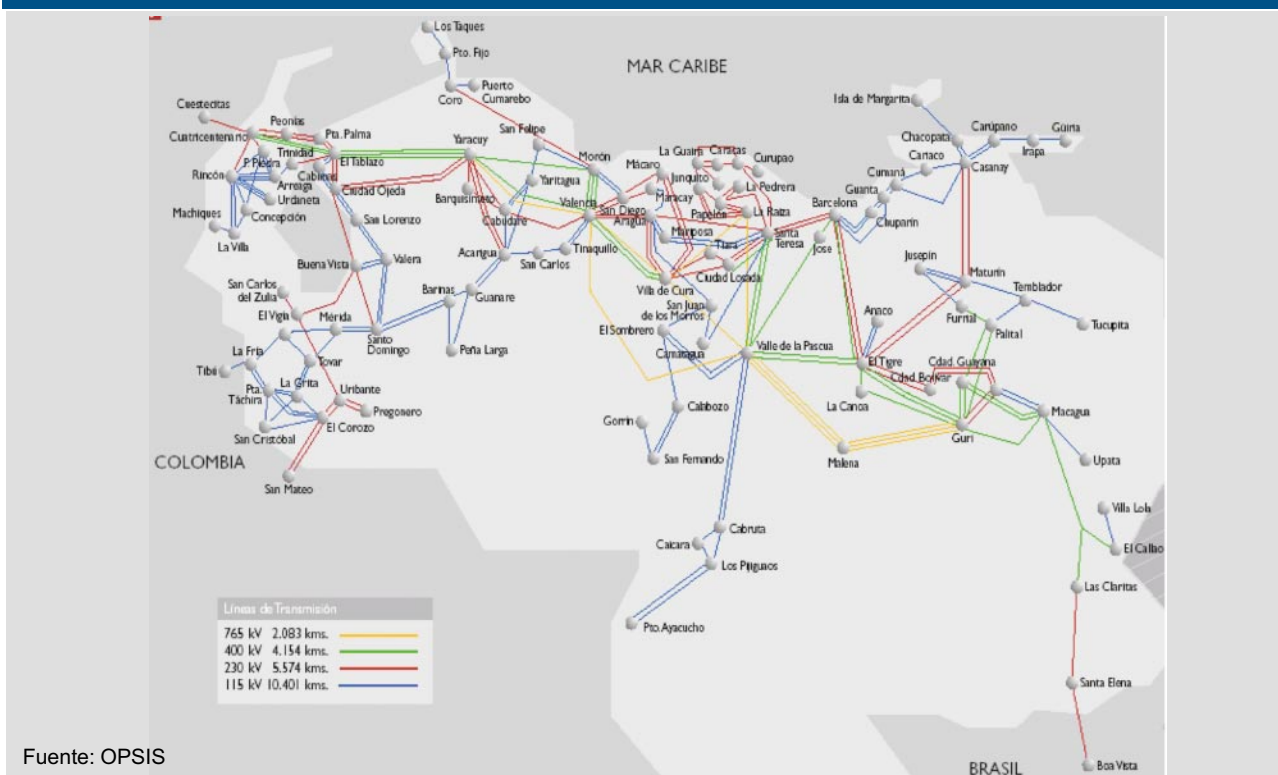 Los Taques
Pto. Fijo
MAR CARIBE
Coro
Puerto
Cumarebo
Isla de Margarita
Cuestecitas
Peonías
Pta. Palma
Cuatricentenario
Trinidad
P. Piedra
El Tablazo
Cabieres
Rincón
Arreaga
Urdaneta
Ciudad Ojeda
Machiques
Concepción
La Villa
San Lorenzo
Yaracuy
San Felipe
Morón
Yaritagua
Barquisimeto
Cabudare
Valencia
Mácaro
La Guaira
Caracas
Curupao
Junquito
Maracay
La Pedrera
San Diego
Aragua
Papelón
La Raiza
Mariposa
Tiara
Santa
Teresa
Ciudad Losada
Chacopata
Carúpano
Güiria
Irapa
Casanay
Cariaco
Cumaná
Guanta
Barcelona
Chuparín
Jose
Buena Vista
Valera
Acarigua
San Carlos
Tinaquillo
Villa de Cura
San Juan
de los Morros
Jusepín
Maturín
Temblador
Furrial
Tucupita
Palital
San Carlos
del Zulia
El Vigía
Mérida
Barinas
Guanare
Santo
Domingo
Peña Larga
El Sombrero
Camatagua
Valle de la Pascua
Anaco
El Tigre
Cdad. Guayana
Cdad. Bolívar
La Fría
Tibú
Tovar
La Grita
Pta.
Táchira
Uribante
Pregonero
El Corozo
San Cristóbal
COLOMBIA
San Mateo
Calabozo
Gorrín
San Fernando
La Canoa
Malena
Guri
Macagua
Upata
Villa Lola
El Callao
Cabruta
Caicara
Los Pijiguaos
Las Claritas
Líneas de Transmisión
765 kV 2.083 kms.
400 kV 4.154 kms.
230 kV 5.574 kms.
115 kV 10.401 kms.
Pto. Ayacucho
Santa Elena
Fuente: OPSIS
BRASIL
Boa Vista